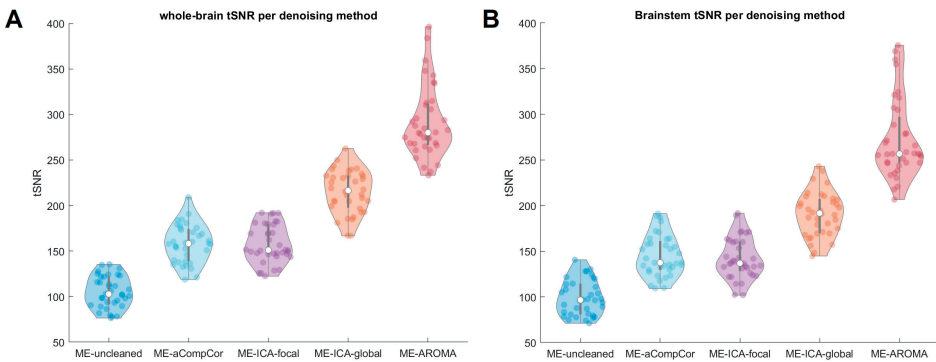 A
whole-brain tSNR per denoising method
400
350
300
250
200
150
100
50
tSNR
ME-uncleaned ME-aCompCor ME-ICA-focal ME-ICA-global ME-AROMA
B
Brainstem tSNR per denoising method
400
350
300
250
200
150
100
50
tSNR
ME-uncleaned ME-aCompCor ME-ICA-focal ME-ICA-global ME-AROMA